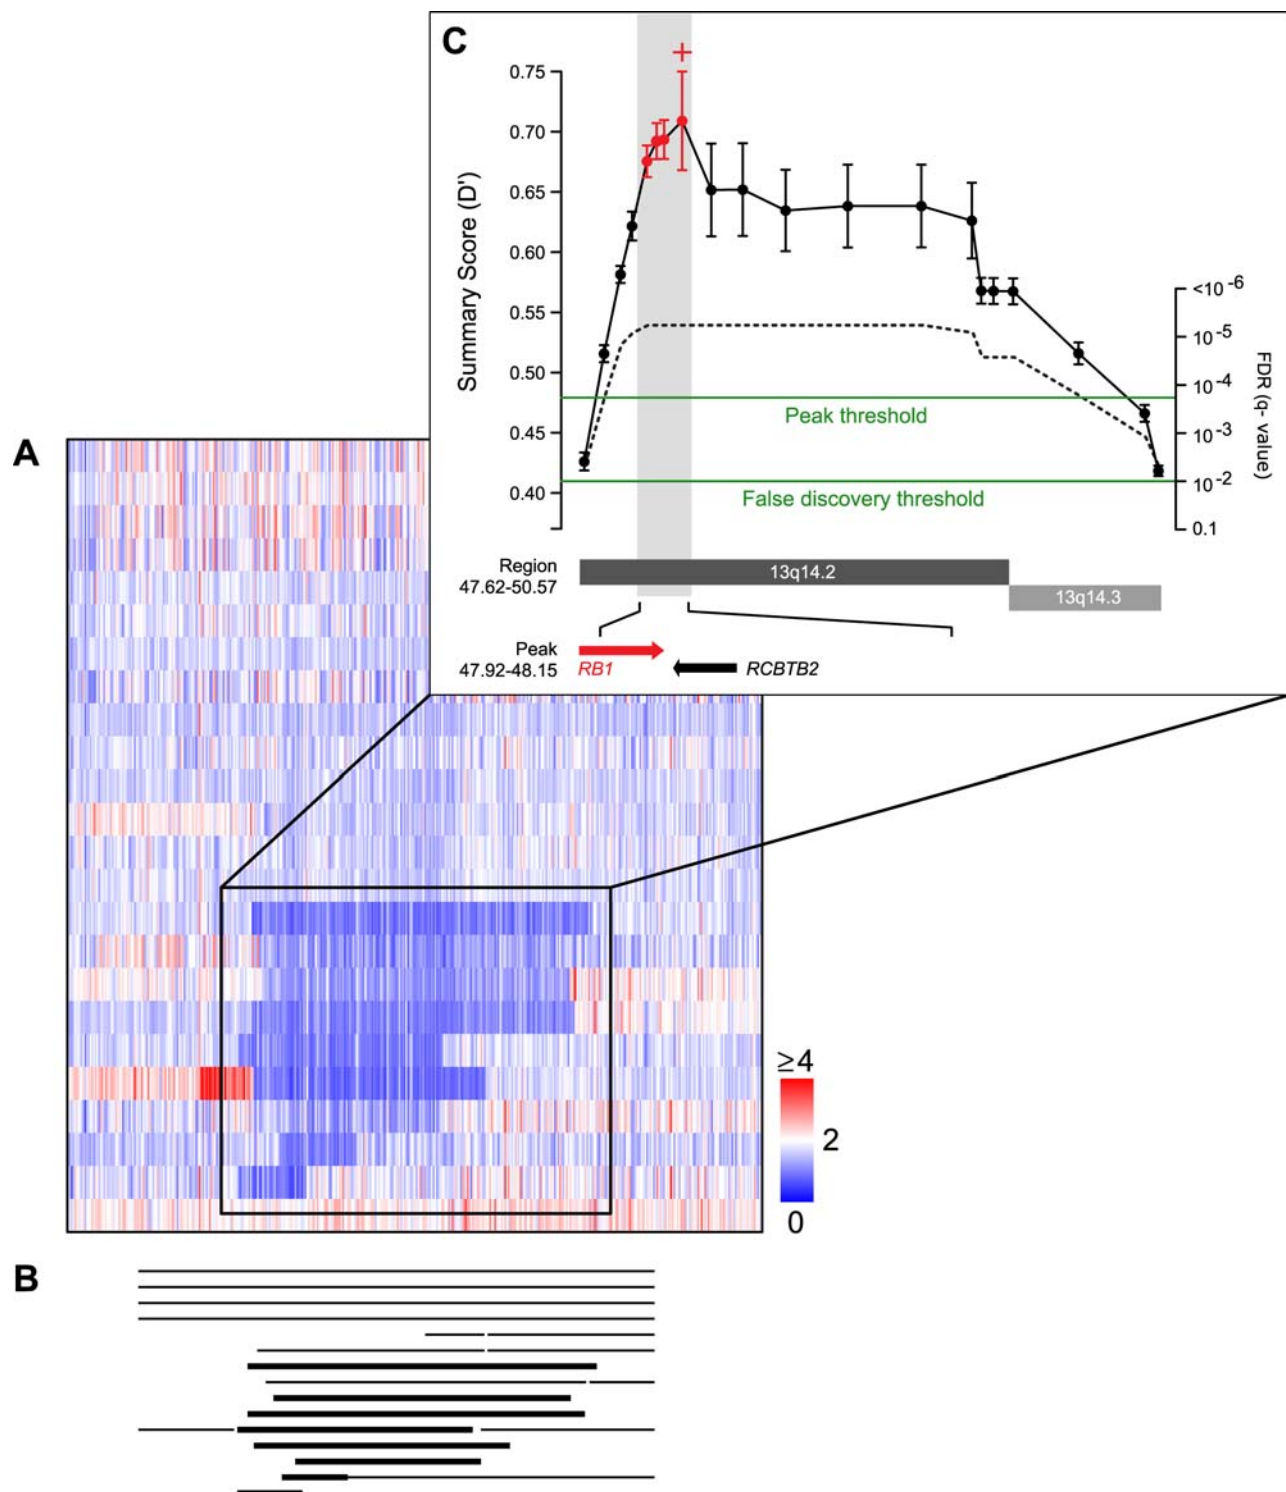 C
+
0.75
0.70
0.65
0.60
0.55
0.50
0.45
0.40
Summary Score (D')
<10 -6
10 -5
10 -4
10 -3
10 -2
0.1
FDR (q- value)
Peak threshold
False discovery threshold
Region
47.62-50.57
13q14.2
13q14.3
Peak
47.92-48.15
RB1
RCBTB2
A
≥4
2
0
B